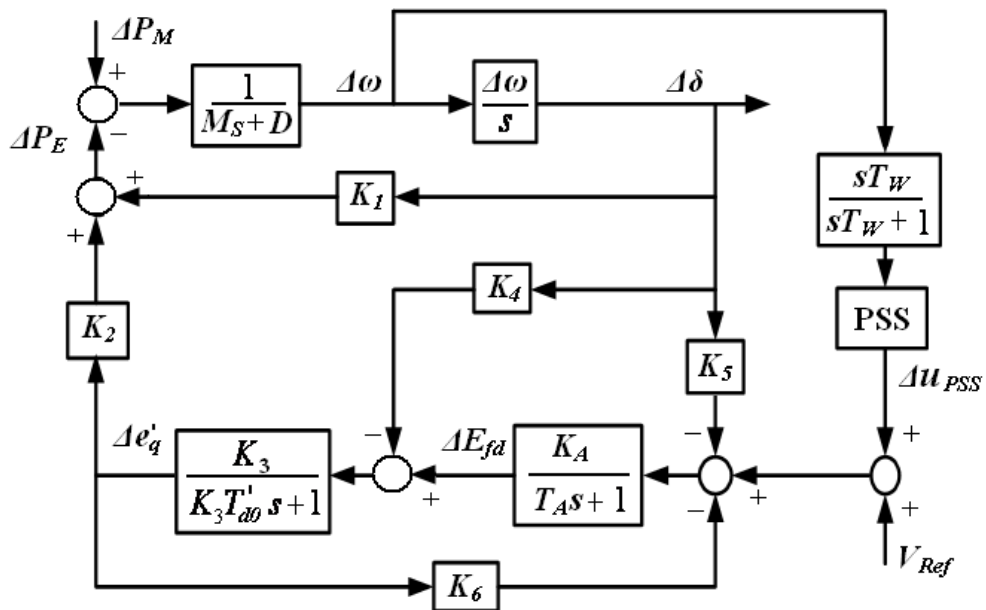 ΔP_M
+
1
M_S + D
Δω
Δω
s
Δδ
−
ΔP_E
+
K_1
+
sT_W
sT_W + 1
K_4
PSS
K_2
K_5
Δu_PSS
Δe'_q
K_3
K_3T'_d0 s + 1
−
ΔE_fd
+
K_A
T_A s + 1
−
−
+
+
+
K_6
V_Ref